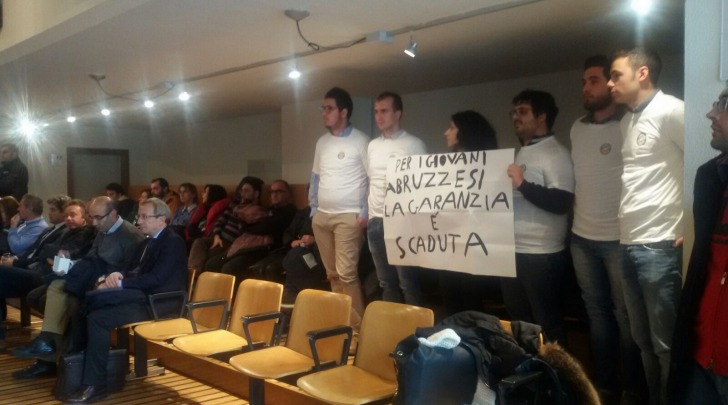 PER I GIOVANI
ABRUZZESI
LA GARANZIA
È
SCADUTA